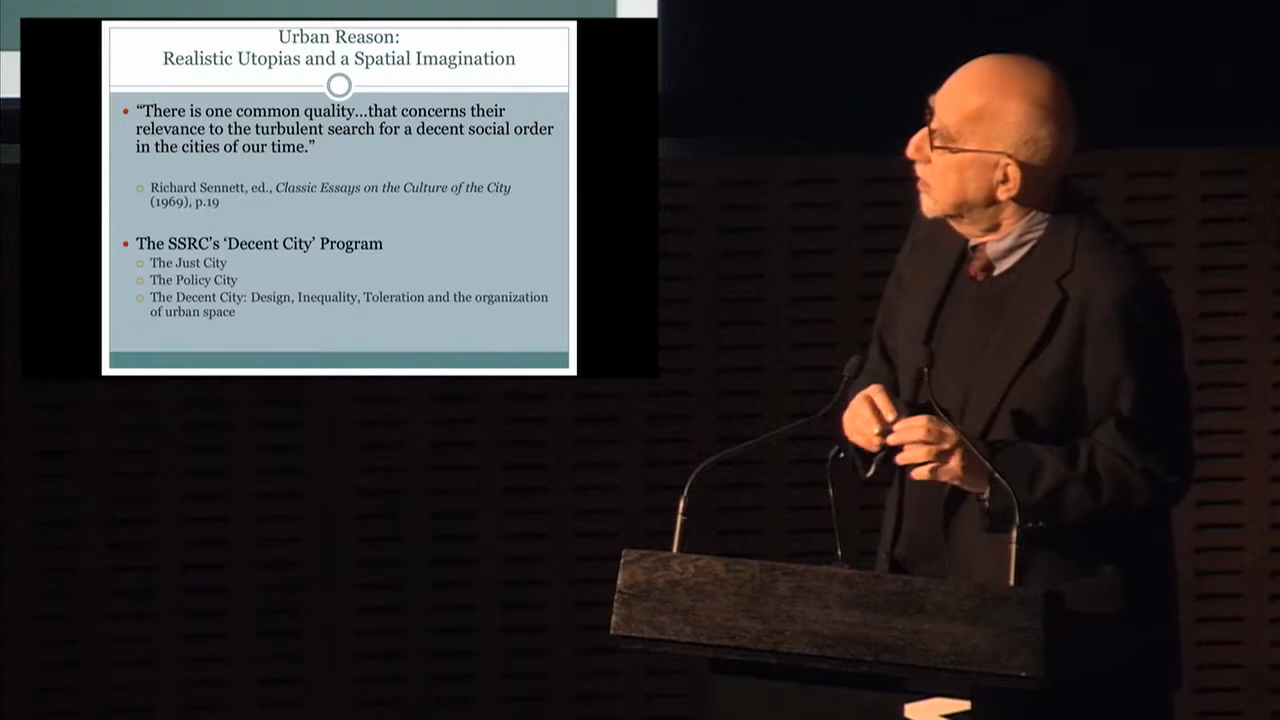 Urban Reason:
Realistic Utopias and a Spatial Imagination
• “There is one common quality…that concerns their
relevance to the turbulent search for a decent social order
in the cities of our time.”
○ Richard Sennett, ed., Classic Essays on the Culture of the City
(1969), p.19
• The SSRC’s ‘Decent City’ Program
○ The Just City
○ The Policy City
○ The Decent City: Design, Inequality, Toleration and the organization
of urban space